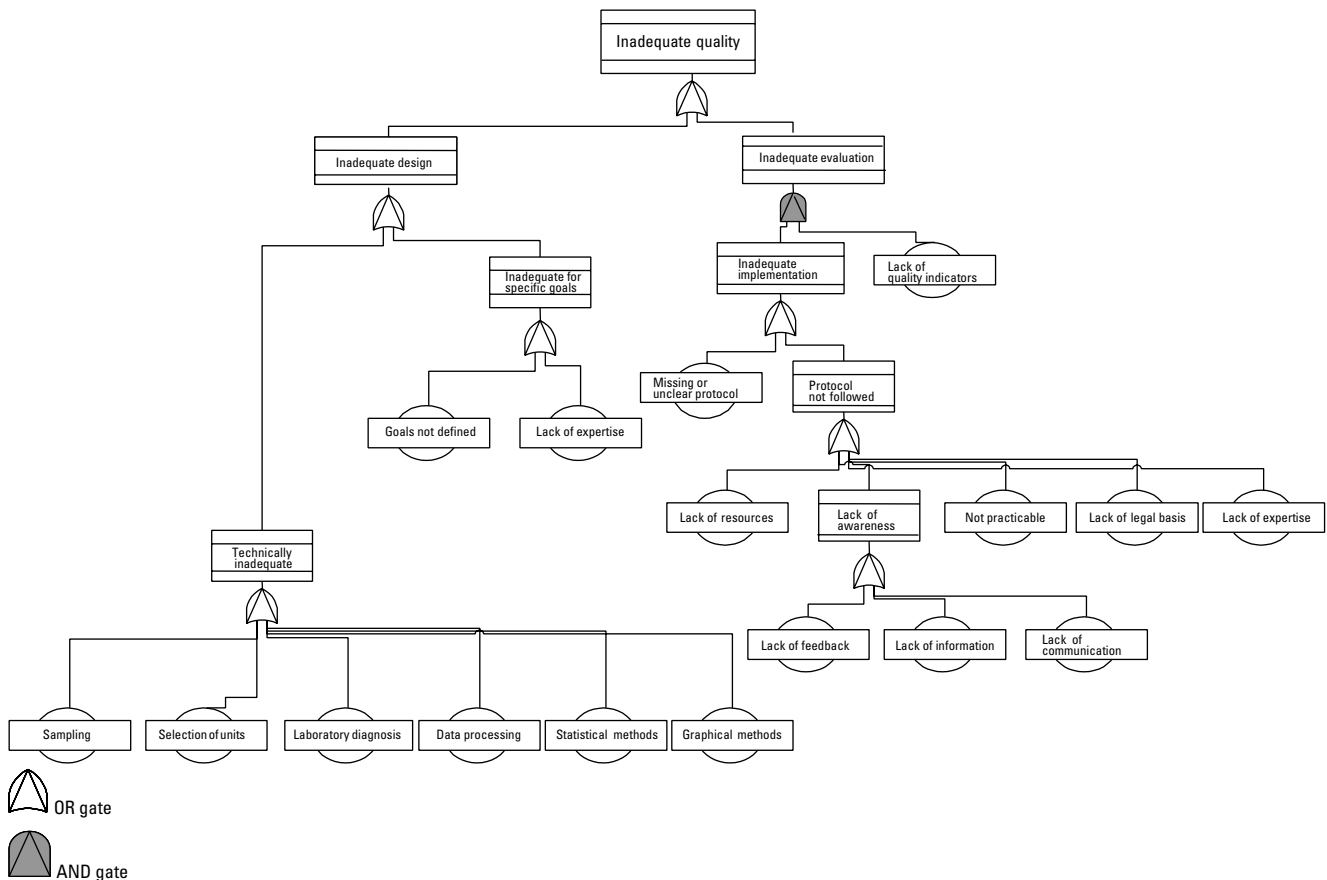 Inadequate quality
Inadequate design
Inadequate evaluation
Inadequate for
specific goals
Inadequate
implementation
Lack of
quality indicators
Missing or
unclear protocol
Protocol
not followed
Goals not defined
Lack of expertise
Lack of resources
Lack of
awareness
Not practicable
Lack of legal basis
Lack of expertise
Technically
inadequate
Lack of feedback
Lack of information
Lack of
communication
Sampling
Selection of units
Laboratory diagnosis
Data processing
Statistical methods
Graphical methods
OR gate
AND gate